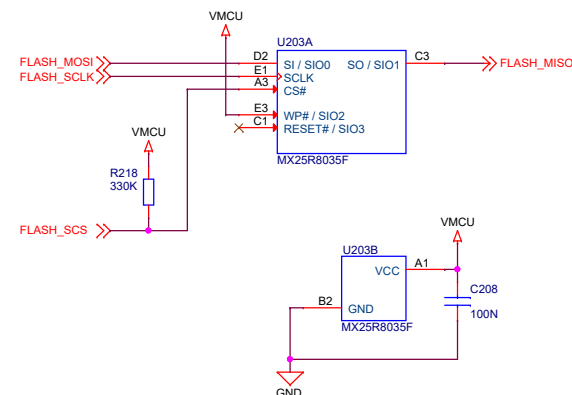 VMCU
U203A
FLASH_MOSI
D2
SI / SIO0
SO / SIO1
C3
FLASH_MISO
FLASH_SCLK
E1
SCLK
A3
CS#
E3
WP# / SIO2
C1
RESET# / SIO3
VMCU
MX25R8035F
R218
330K
FLASH_SCS
VMCU
U203B
VCC
A1
C208
100N
B2
GND
MX25R8035F
GND